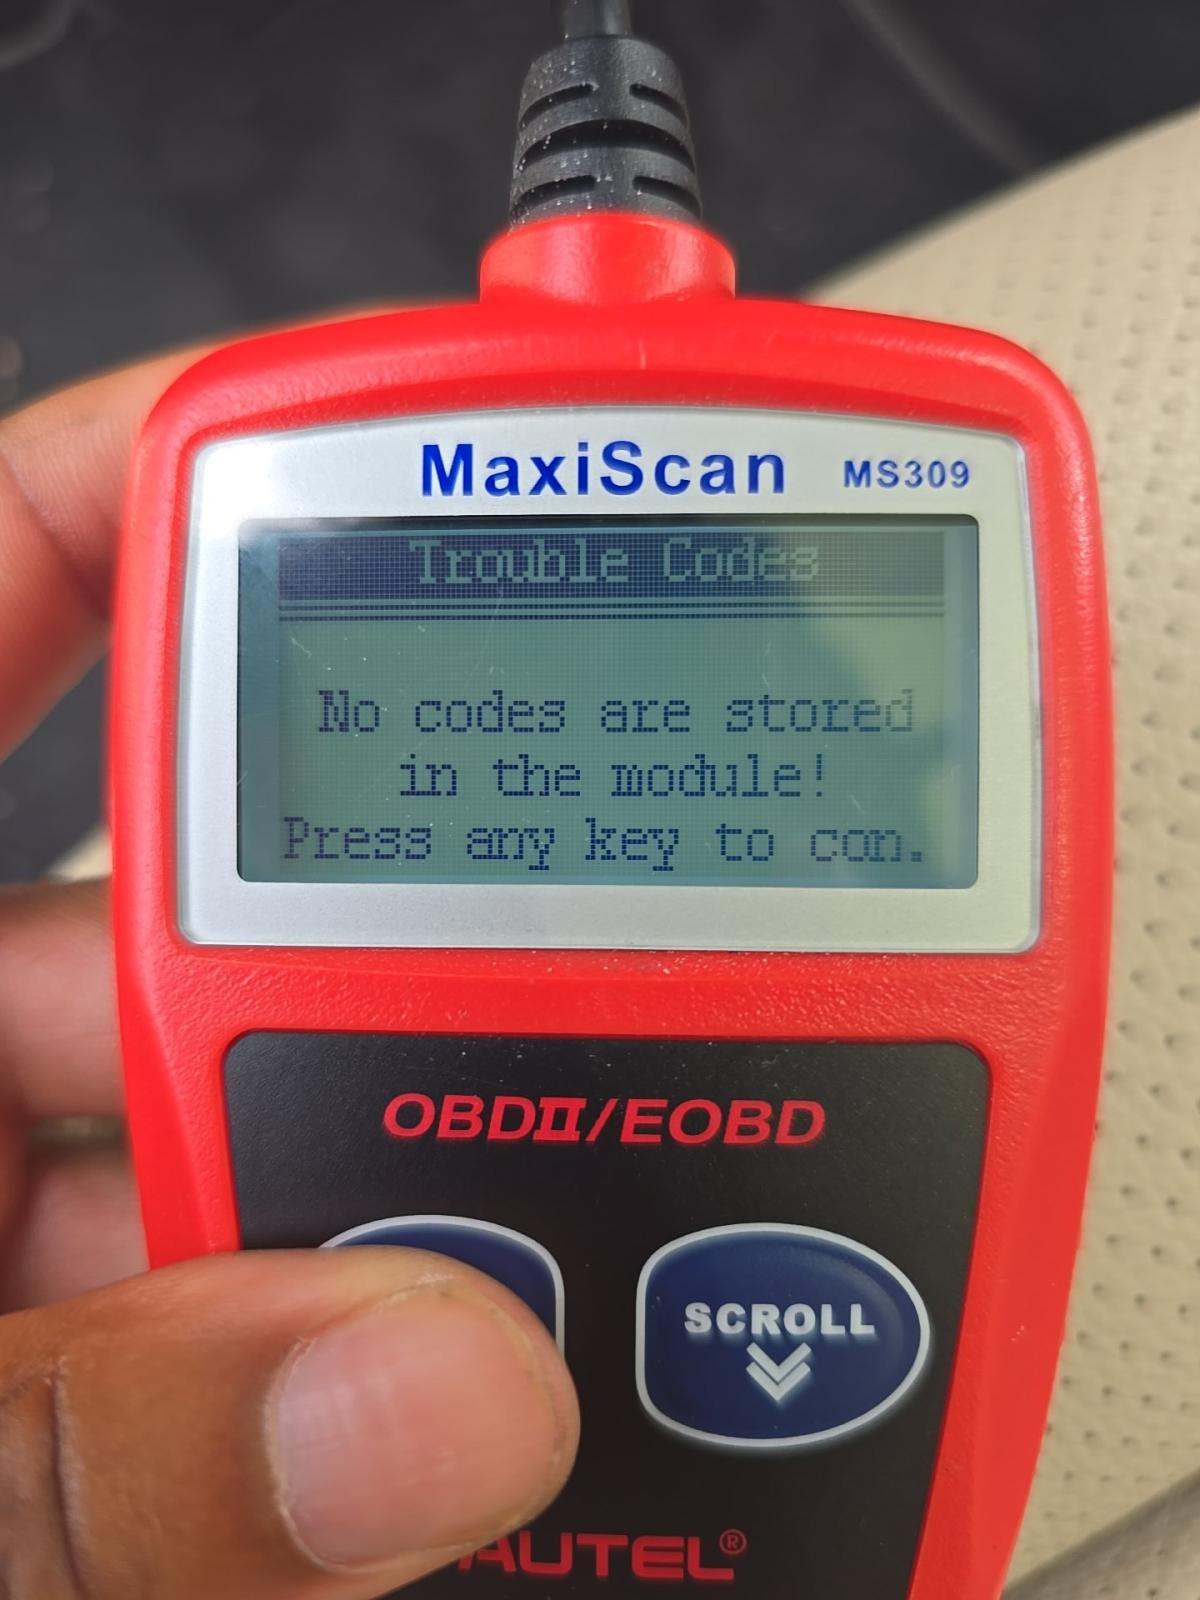 MaxiScan MS309
Trouble Codes
No codes are stored
in the module!
Press any key to con.
OBDII/EOBD
SCROLL
AUTEL®